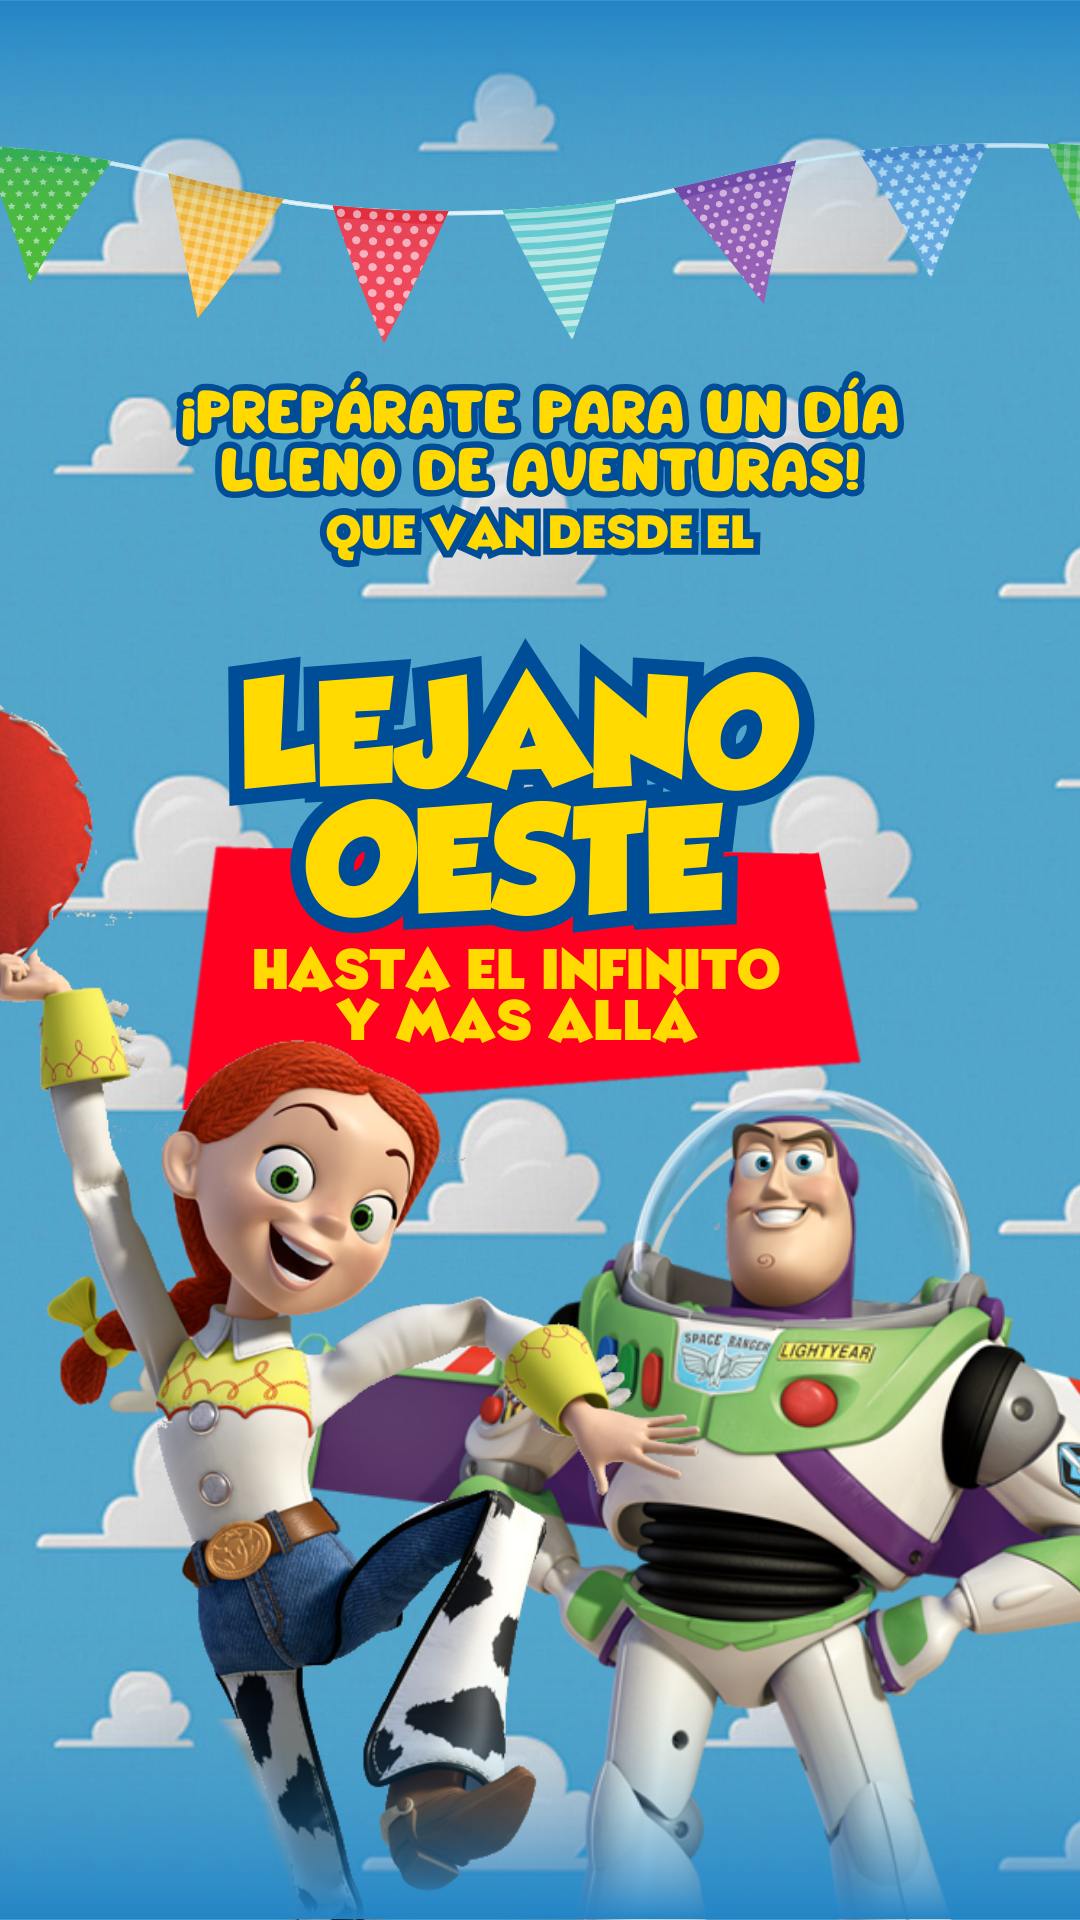 ¡PREPÁRATE PARA UN DÍA
LLENO DE AVENTURAS!
QUE VAN DESDE EL
LEJANO
OESTE
HASTA EL INFINITO
Y MAS ALLÁ
SPACE RANGER
LIGHTYEAR